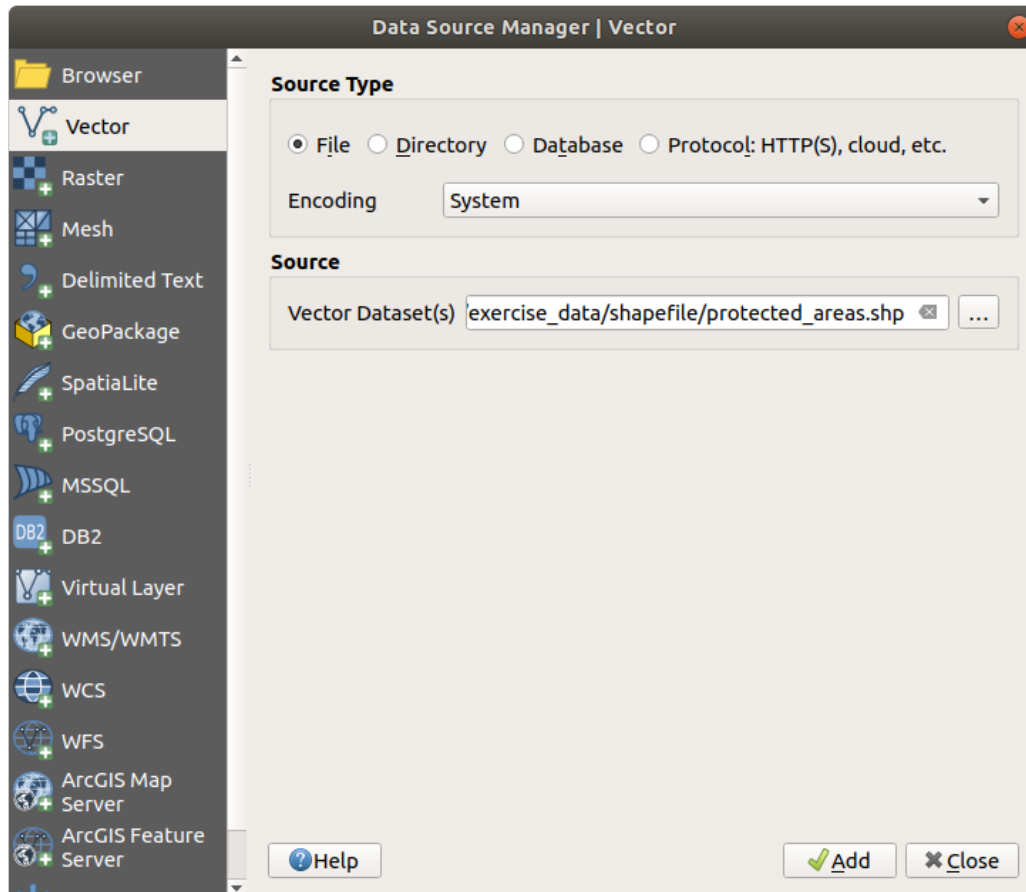 Data Source Manager | Vector
Browser
Vector
Raster
Mesh
Delimited Text
GeoPackage
SpatiaLite
PostgreSQL
MSSQL
DB2
DB2
Virtual Layer
WMS/WMTS
WCS
WFS
ArcGIS Map
Server
ArcGIS Feature
Server
Source Type
File Directory Database Protocol: HTTP(S), cloud, etc.
Encoding System
Source
Vector Dataset(s) exercise_data/shapefile/protected_areas.shp ...
Help Add Close